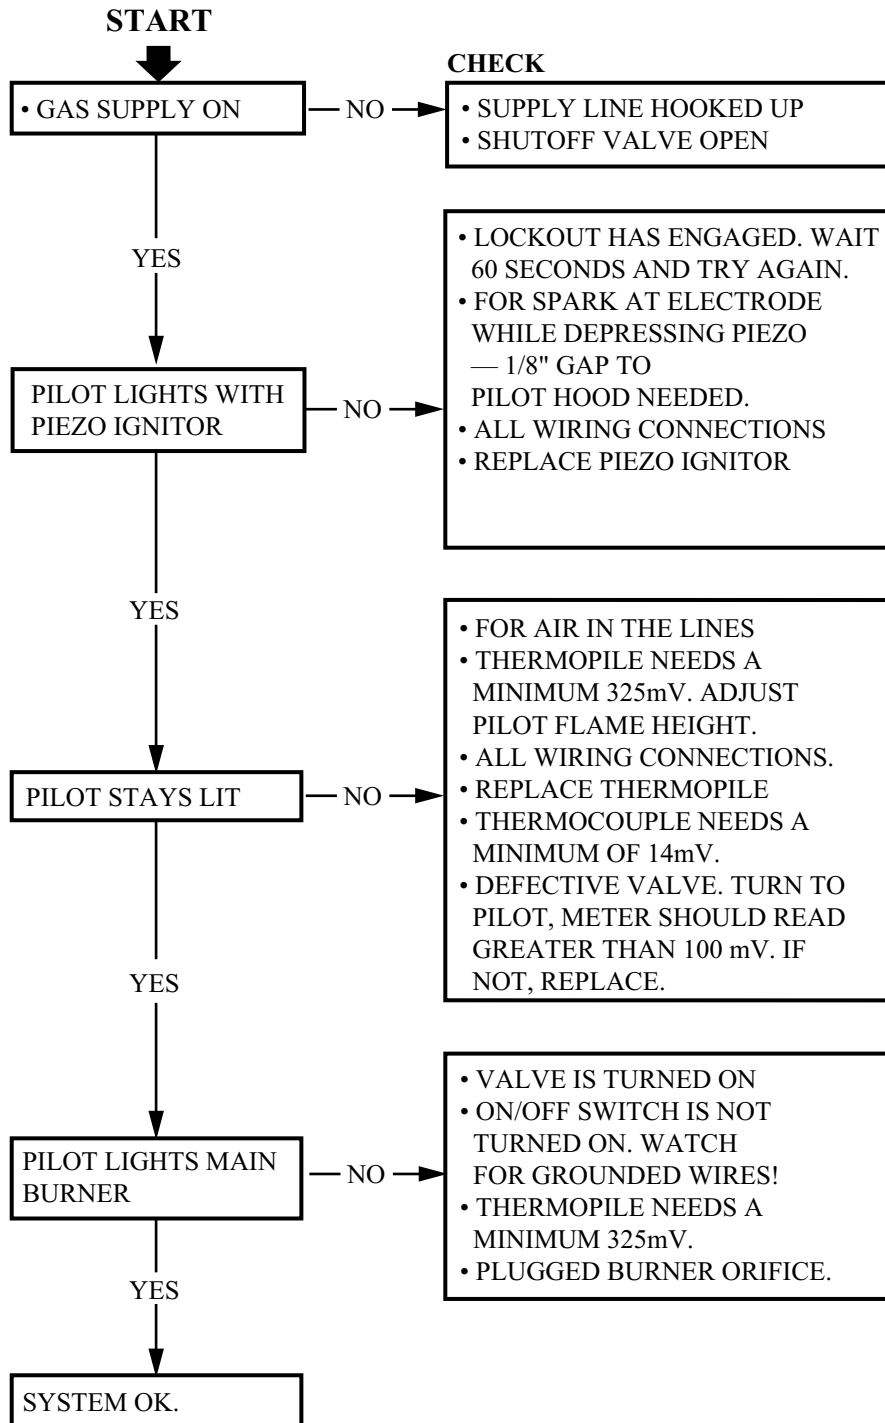 START
CHECK
• GAS SUPPLY ON
NO
• SUPPLY LINE HOOKED UP
• SHUTOFF VALVE OPEN
YES
PILOT LIGHTS WITH
PIEZO IGNITOR
NO
• LOCKOUT HAS ENGAGED. WAIT
60 SECONDS AND TRY AGAIN.
• FOR SPARK AT ELECTRODE
WHILE DEPRESSING PIEZO
— 1/8" GAP TO
PILOT HOOD NEEDED.
• ALL WIRING CONNECTIONS
• REPLACE PIEZO IGNITOR
YES
PILOT STAYS LIT
NO
• FOR AIR IN THE LINES
• THERMOPILE NEEDS A
MINIMUM 325mV. ADJUST
PILOT FLAME HEIGHT.
• ALL WIRING CONNECTIONS.
• REPLACE THERMOPILE
• THERMOCOUPLE NEEDS A
MINIMUM OF 14mV.
• DEFECTIVE VALVE. TURN TO
PILOT, METER SHOULD READ
GREATER THAN 100 mV. IF
NOT, REPLACE.
YES
PILOT LIGHTS MAIN
BURNER
NO
• VALVE IS TURNED ON
• ON/OFF SWITCH IS NOT
TURNED ON. WATCH
FOR GROUNDED WIRES!
• THERMOPILE NEEDS A
MINIMUM 325mV.
• PLUGGED BURNER ORIFICE.
YES
SYSTEM OK.